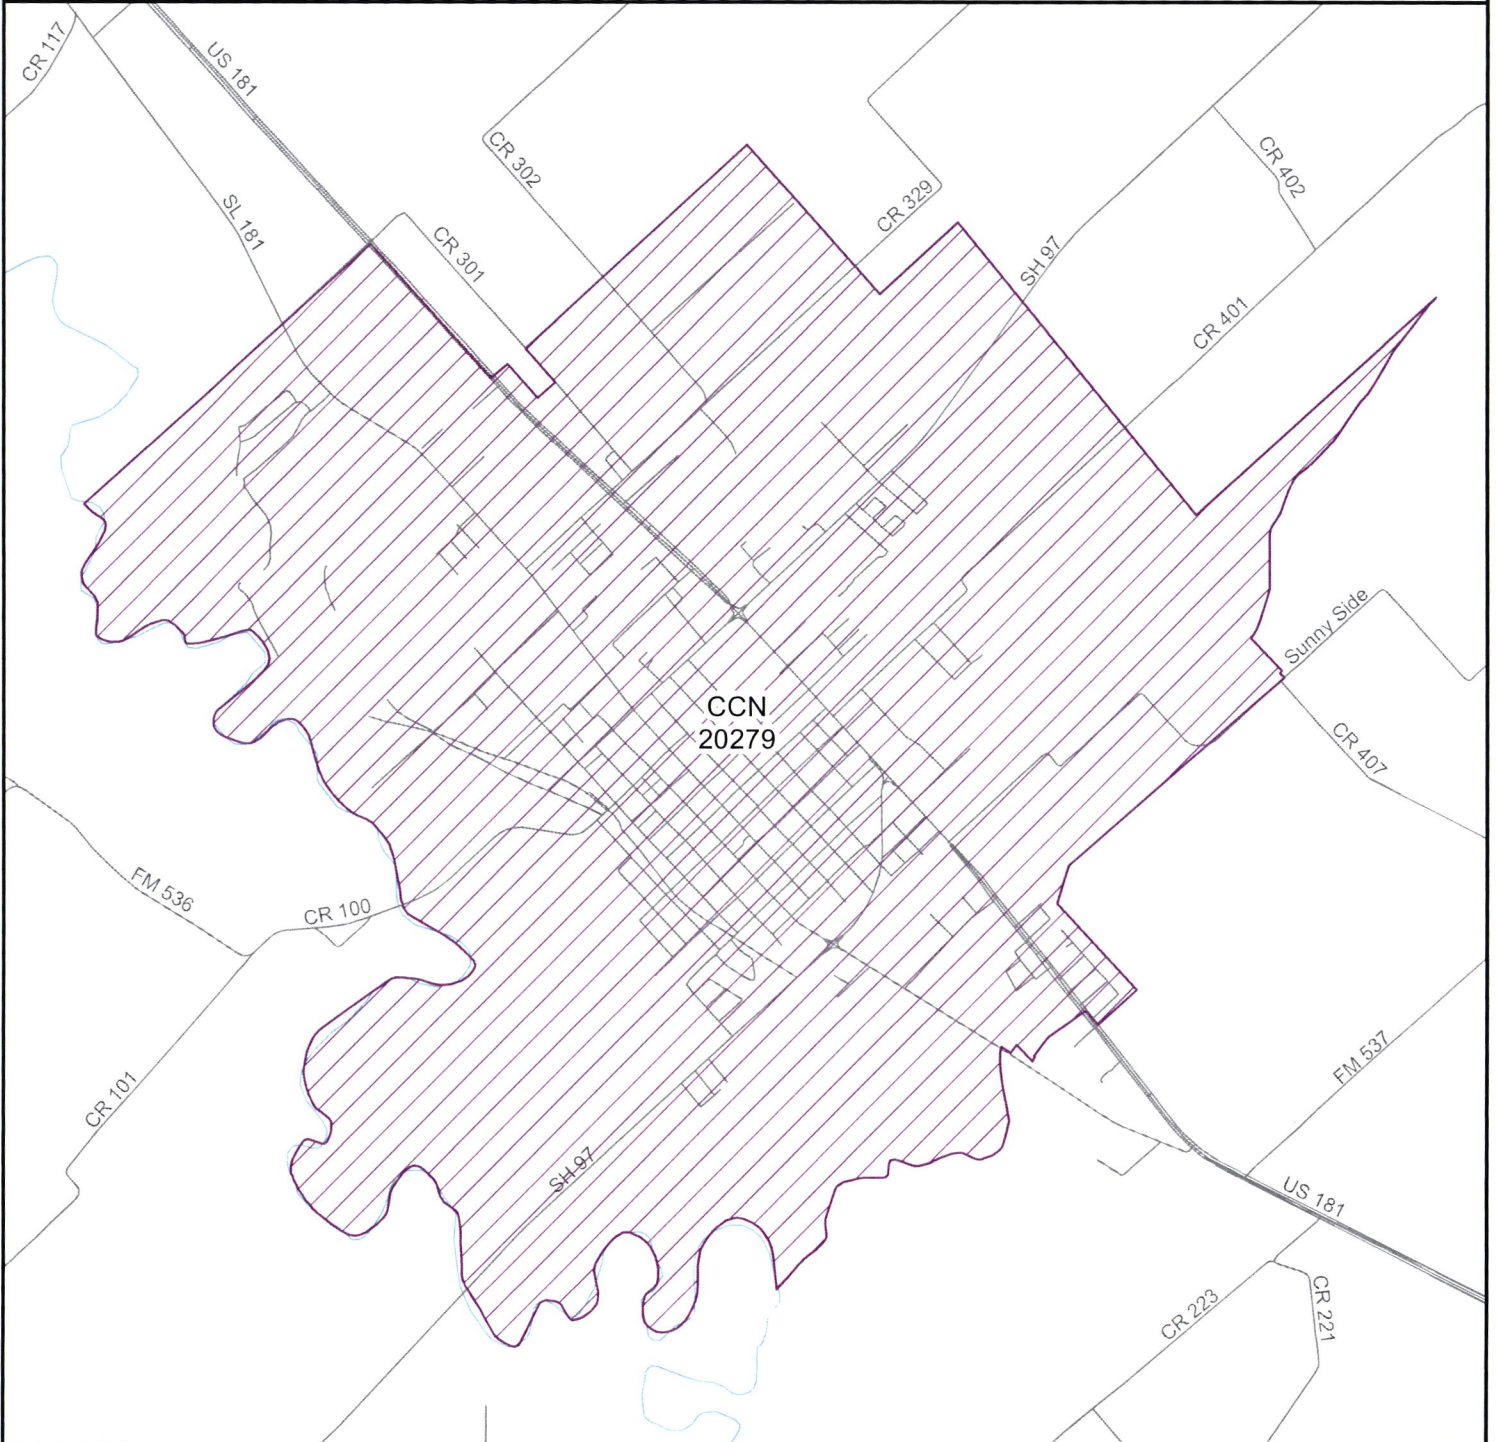 CR 117
US 181
CR 302
CR 402
CR 329
SL 181
CR 301
SH 97
CR 401
Sunny Side
CCN
20279
CR 407
FM 536
CR 100
CR 101
FM 537
SH 97
US 181
CR 223
CR 221